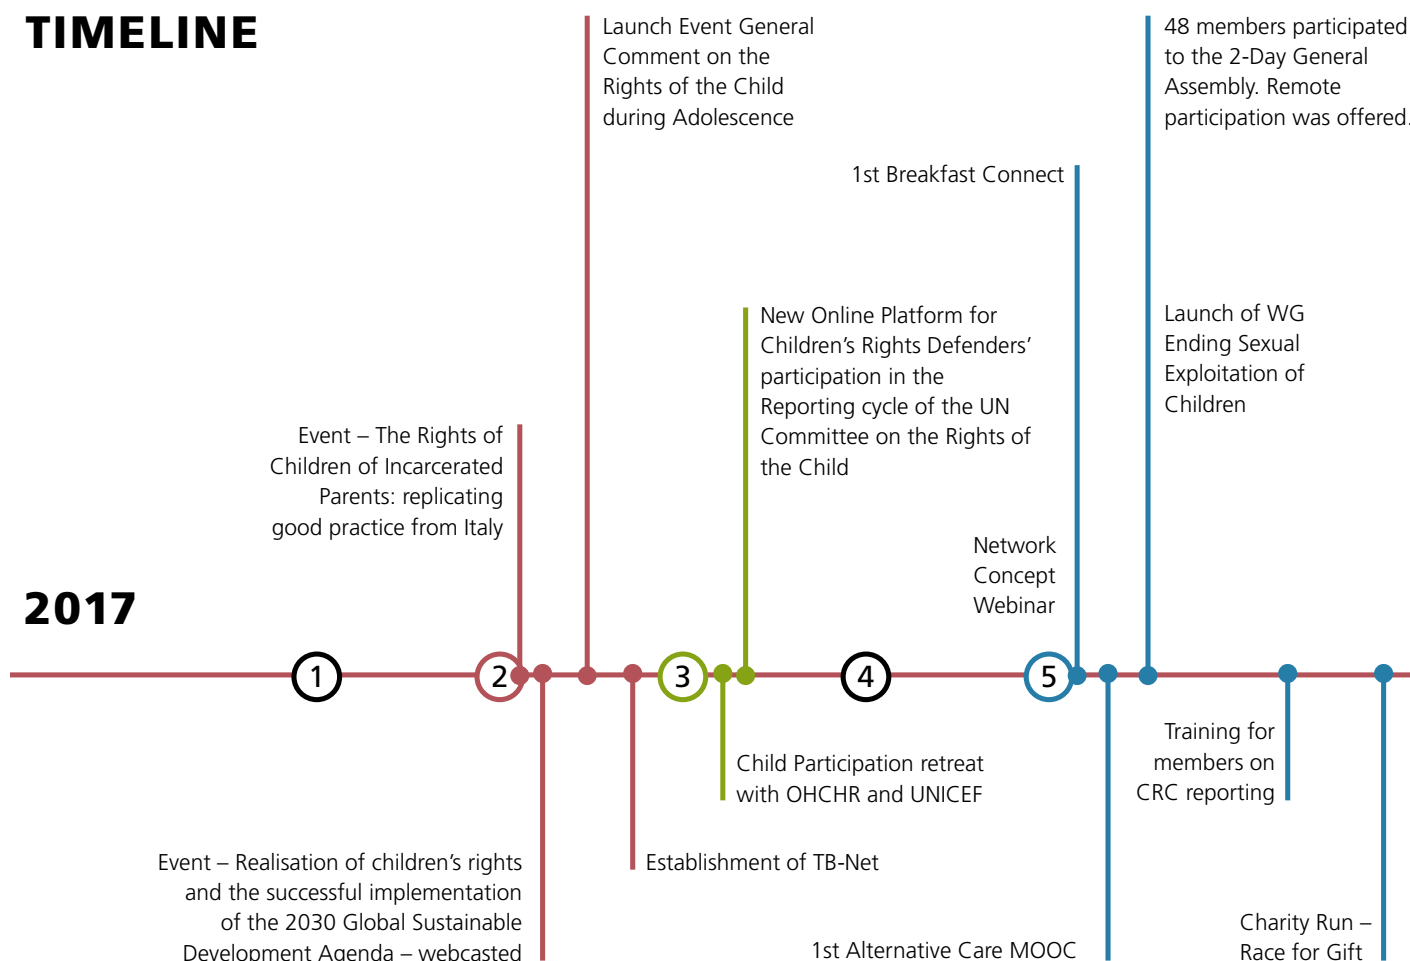 TIMELINE
Launch Event General
Comment on the
Rights of the Child
during Adolescence
48 members participated
to the 2-Day General
Assembly. Remote
participation was offered.
1st Breakfast Connect
New Online Platform for
Children’s Rights Defenders’
participation in the
Reporting cycle of the UN
Committee on the Rights of
the Child
Launch of WG
Ending Sexual
Exploitation of
Children
Event – The Rights of
Children of Incarcerated
Parents: replicating
good practice from Italy
Network
Concept
Webinar
2017
1
2
3
4
5
Child Participation retreat
with OHCHR and UNICEF
Training for
members on
CRC reporting
Event – Realisation of children’s rights
and the successful implementation
of the 2030 Global Sustainable
Development Agenda – webcasted
Establishment of TB-Net
1st Alternative Care MOOC
Charity Run –
Race for Gift